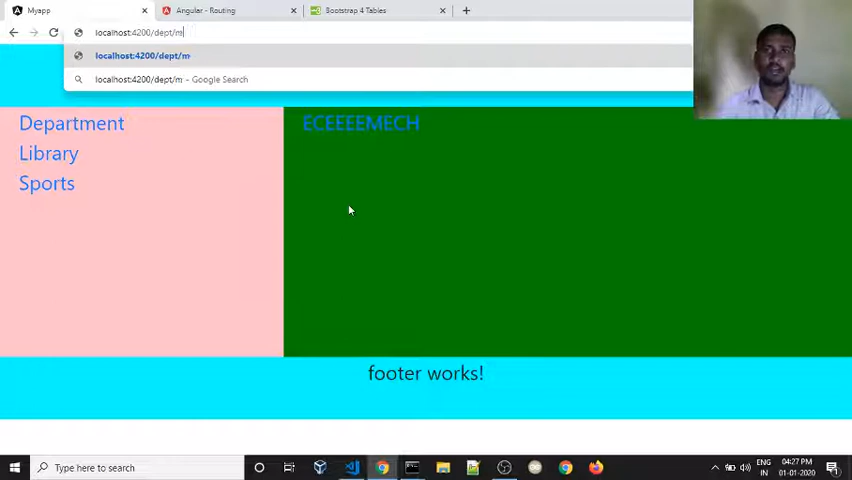 Myapp
Angular - Routing
Bootstrap 4 Tables
localhost:4200/dept/m
localhost:4200/dept/m
localhost:4200/dept/m - Google Search
Department
ECEEEEMECH
Library
Sports
footer works!
Type here to search
ENG
IN
04:27 PM
01-01-2020